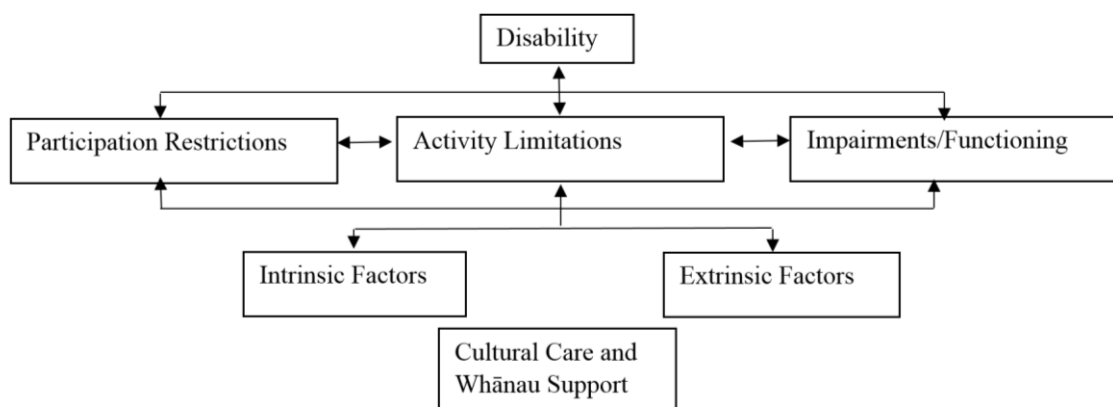 Disability
Participation Restrictions
Activity Limitations
Impairments/Functioning
Intrinsic Factors
Extrinsic Factors
Cultural Care and
Whānau Support